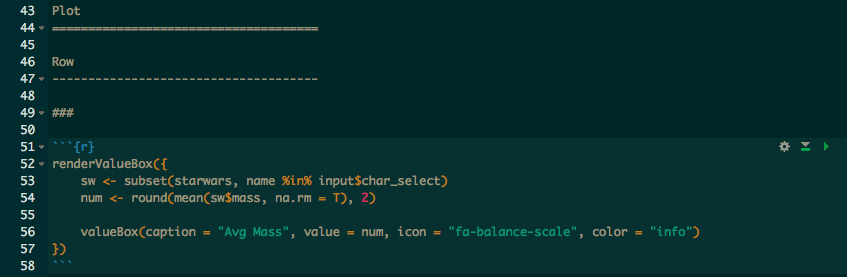 43 Plot
44 =====================================
45
46 Row
47 -------------------------------------
48
49 ###
50
51 ```{r}
52 renderValueBox({
53     sw <- subset(starwars, name %in% input$char_select)
54     num <- round(mean(sw$mass, na.rm = T), 2)
55
56     valueBox(caption = "Avg Mass", value = num, icon = "fa-balance-scale", color = "info")
57 })
58 ```